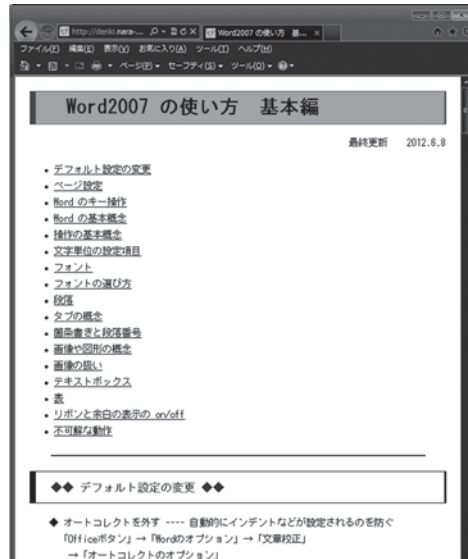 http://denki.nara-...
Word2007 の使い方 基...
ファイル(F) 編集(E) 表示(V) お気に入り(A) ツール(T) ヘルプ(H)
ページ(P) セーフティ(S) ツール(O)
Word2007 の使い方 基本編
最終更新 2012.6.8
• デフォルト設定の変更
• ページ設定
• Word のキー操作
• Word の基本概念
• 操作の基本概念
• 文字単位の設定項目
• フォント
• フォントの選び方
• 段落
• タブの概念
• 箇条書きと段落番号
• 画像や図形の概念
• 画像の扱い
• テキストボックス
• 表
• リボンと余白の表示の on/off
• 不可解な動作
◆◆ デフォルト設定の変更 ◆◆
◆ オートコレクトを外す ---- 自動的にインデントなどが設定されるのを防ぐ
「Officeボタン」→「Wordのオプション」→「文章校正」
→「オートコレクトのオプション」